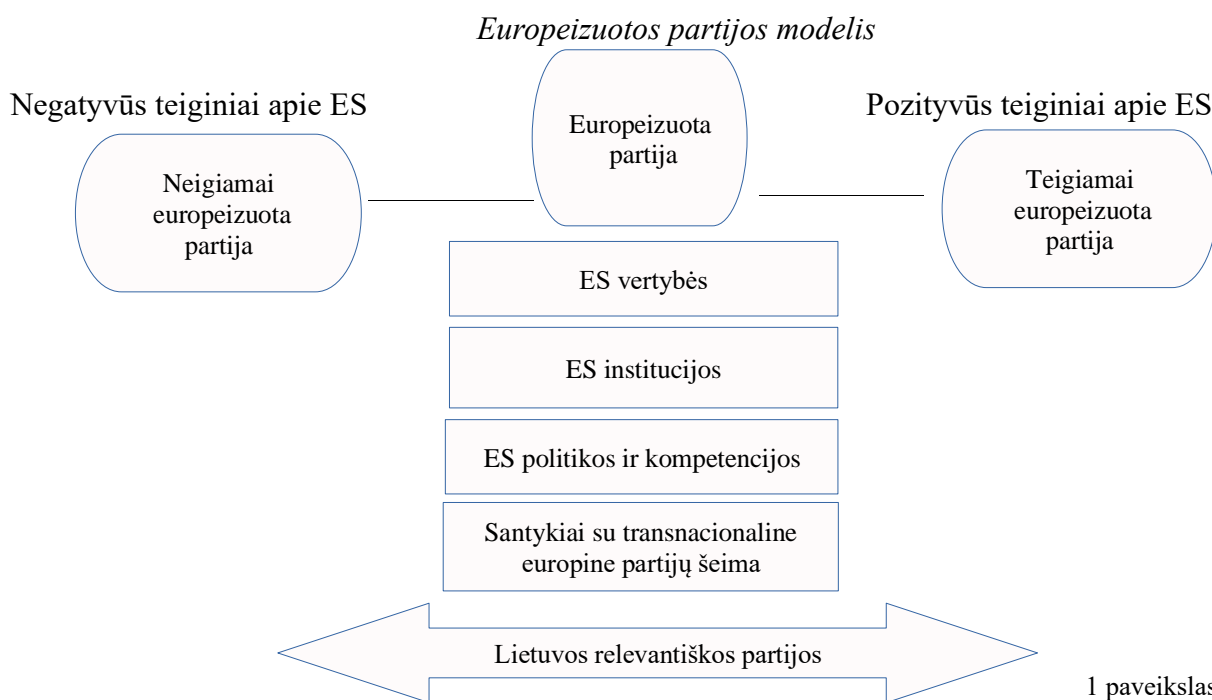 Europeizuotos partijos modelis
Negatyvūs teiginiai apie ES
Europeizuota
partija
Pozityvūs teiginiai apie ES
Neigiamai
europeizuota
partija
Teigiamai
europeizuota
partija
ES vertybės
ES institucijos
ES politikos ir kompetencijos
Santykiai su transnacionaline
europine partijų šeima
Lietuvos relevantiškos partijos
1 paveikslas